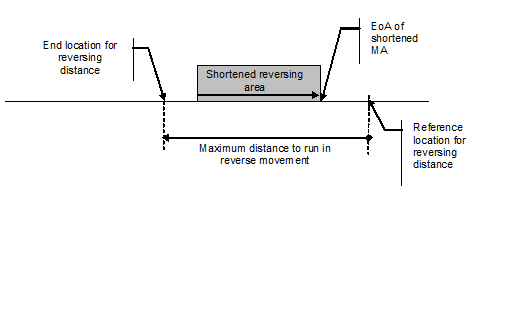 EoA of
shortened
MA
End location for
reversing
distance
Shortened reversing
area
Reference
location for
reversing
distance
Maximum distance to run in
reverse movement